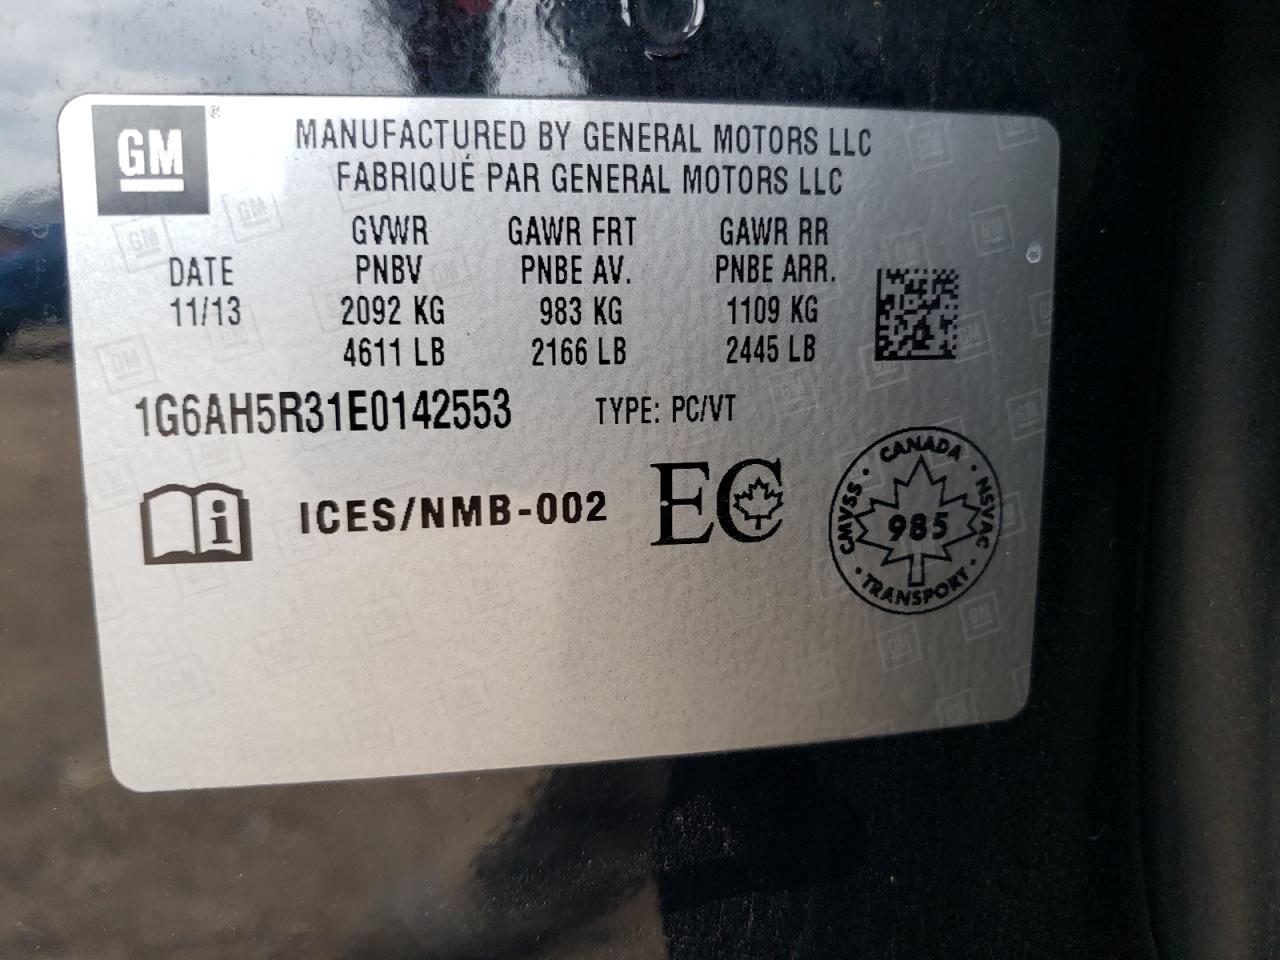 GM ©
MANUFACTURED BY GENERAL MOTORS LLC
FABRIQUÉ PAR GENERAL MOTORS LLC
GVWR GAWR FRT GAWR RR
DATE PNBV PNBE AV. PNBE ARR.
11/13 2092 KG 983 KG 1109 KG
4611 LB 2166 LB 2445 LB
1G6AH5R31E0142553 TYPE: PC/VT
i ICES/NMB-002 EC
CANADA · NSVAC · TRANSPORT · CMVSS ·
985